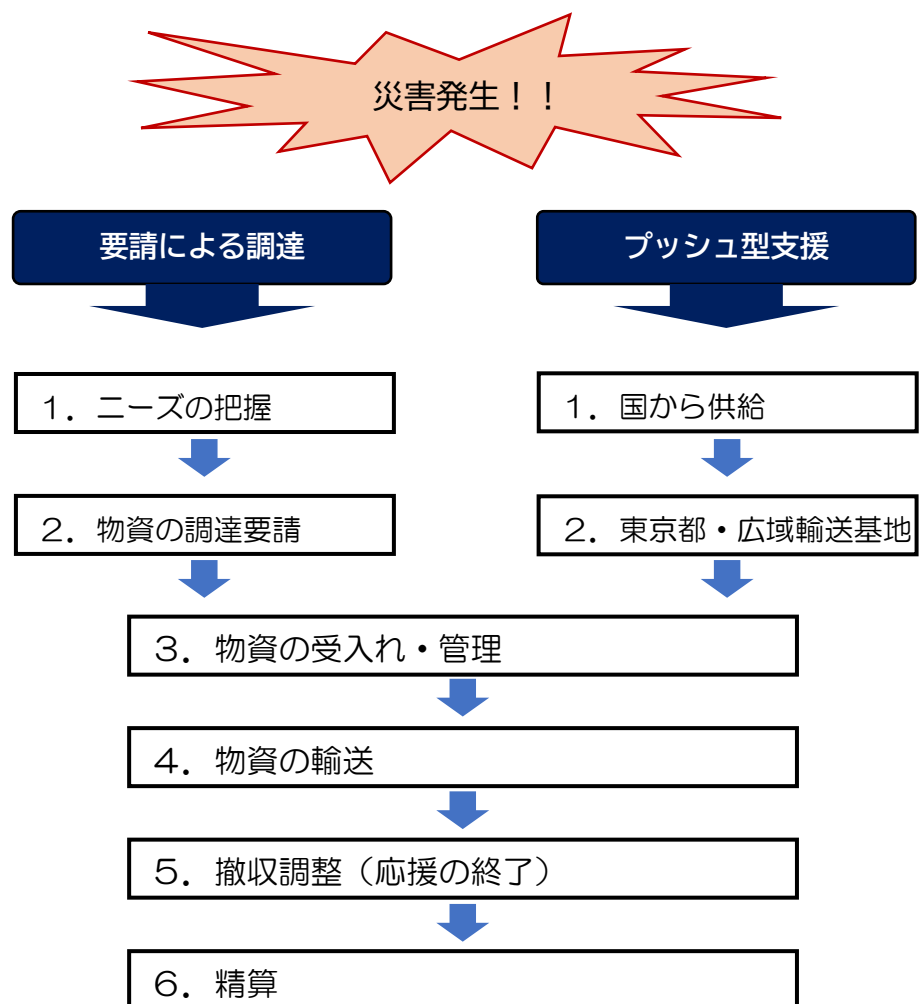 災害発生！！
要請による調達
プッシュ型支援
１．ニーズの把握
１．国から供給
２．物資の調達要請
２．東京都・広域輸送基地
３．物資の受入れ・管理
４．物資の輸送
５．撤収調整（応援の終了）
６．精算